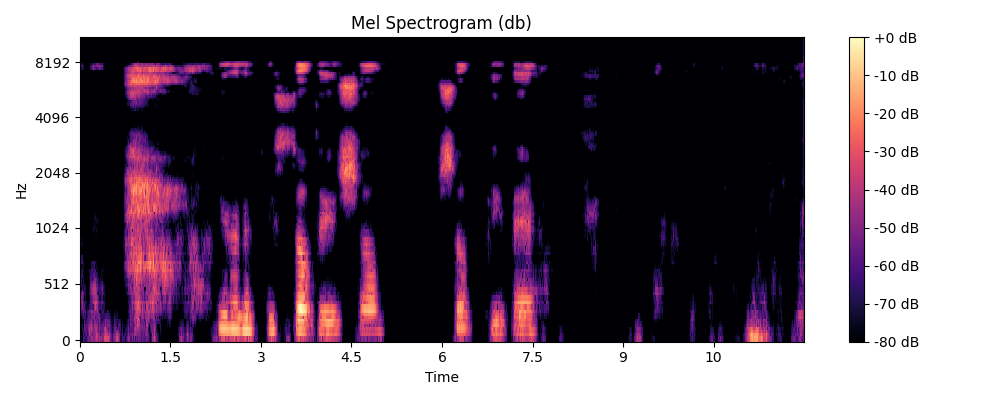 Mel Spectrogram (db)
Hz
8192
4096
2048
1024
512
0
0 1.5 3 4.5 6 7.5 9 10
Time
+0 dB
-10 dB
-20 dB
-30 dB
-40 dB
-50 dB
-60 dB
-70 dB
-80 dB